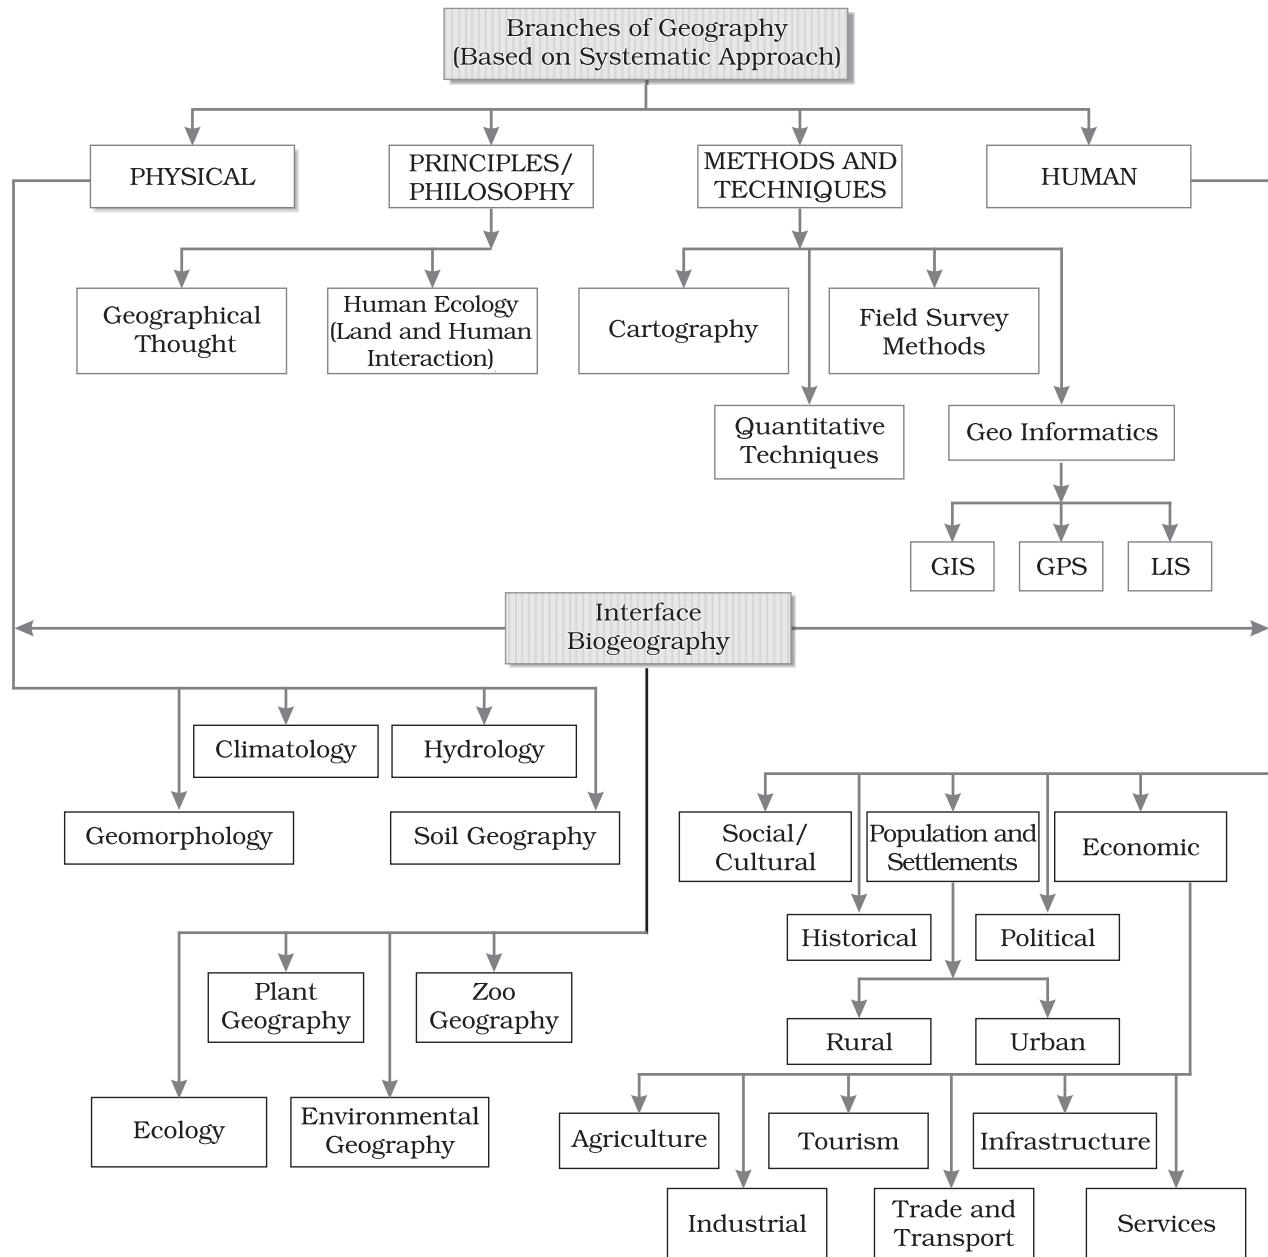 Branches of Geography
(Based on Systematic Approach)
PHYSICAL
PRINCIPLES/
PHILOSOPHY
METHODS AND
TECHNIQUES
HUMAN
Geographical
Thought
Human Ecology
(Land and Human
Interaction)
Cartography
Field Survey
Methods
Quantitative
Techniques
Geo Informatics
GIS
GPS
LIS
Interface
Biogeography
Climatology
Hydrology
Geomorphology
Soil Geography
Social/
Cultural
Population and
Settlements
Economic
Historical
Political
Plant
Geography
Zoo
Geography
Rural
Urban
Ecology
Environmental
Geography
Agriculture
Tourism
Infrastructure
Industrial
Trade and
Transport
Services